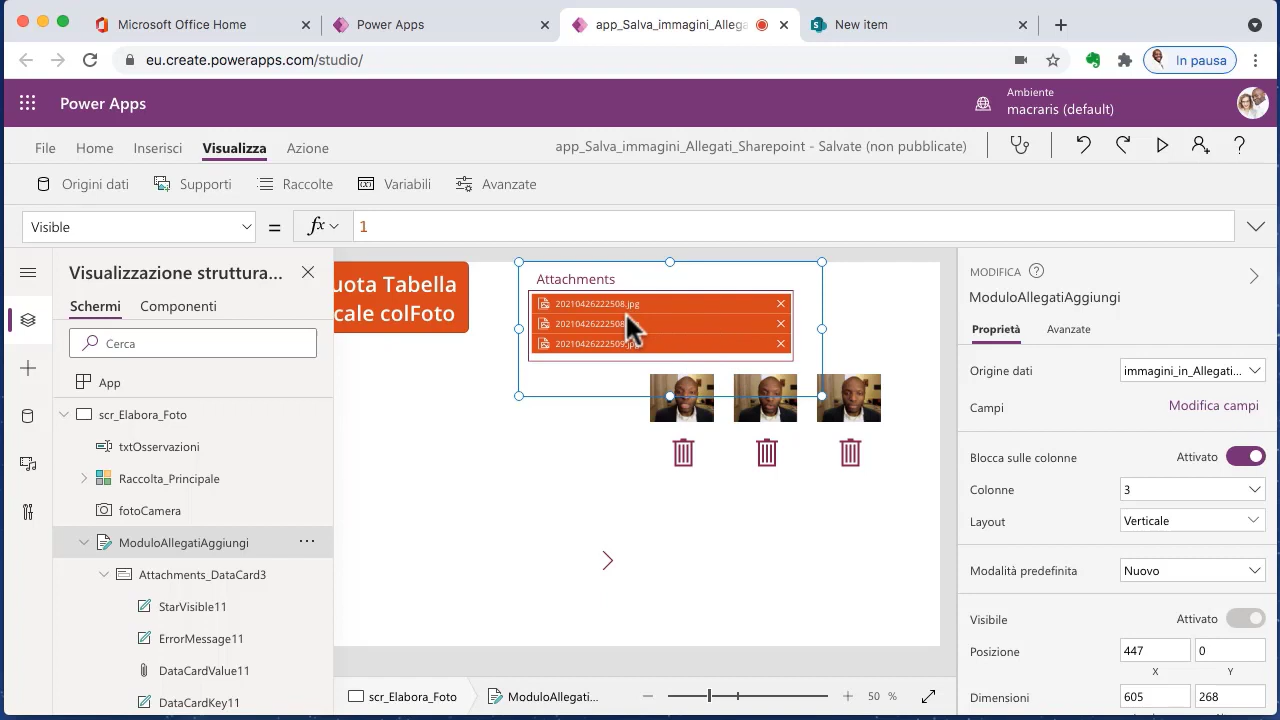 Microsoft Office Home
Power Apps
app_Salva_immagini_Allega
New item
eu.create.powerapps.com/studio/
In pausa
Power Apps
Ambiente
macraris (default)
File Home Inserisci Visualizza Azione
app_Salva_immagini_Allegati_Sharepoint - Salvate (non pubblicate)
Origini dati Supporti Raccolte Variabili Avanzate
Visible = fx 1
Visualizzazione struttura...
Schermi Componenti
Cerca
App
scr_Elabora_Foto
txtOsservazioni
Raccolta_Principale
fotoCamera
ModuloAllegatiAggiungi ...
Attachments_DataCard3
StarVisible11
ErrorMessage11
DataCardValue11
DataCardKey11
uota Tabella
cale colFoto
Attachments
20210426222508.jpg
20210426222508
20210426222509.jpg
scr_Elabora_Foto
ModuloAllegati...
50 %
MODIFICA
ModuloAllegatiAggiungi
Proprietà Avanzate
Origine dati immagini_in_Allegati...
Campi Modifica campi
Blocca sulle colonne Attivato
Colonne 3
Layout Verticale
Modalità predefinita Nuovo
Visibile Attivato
Posizione 447 0
X Y
Dimensioni 605 268